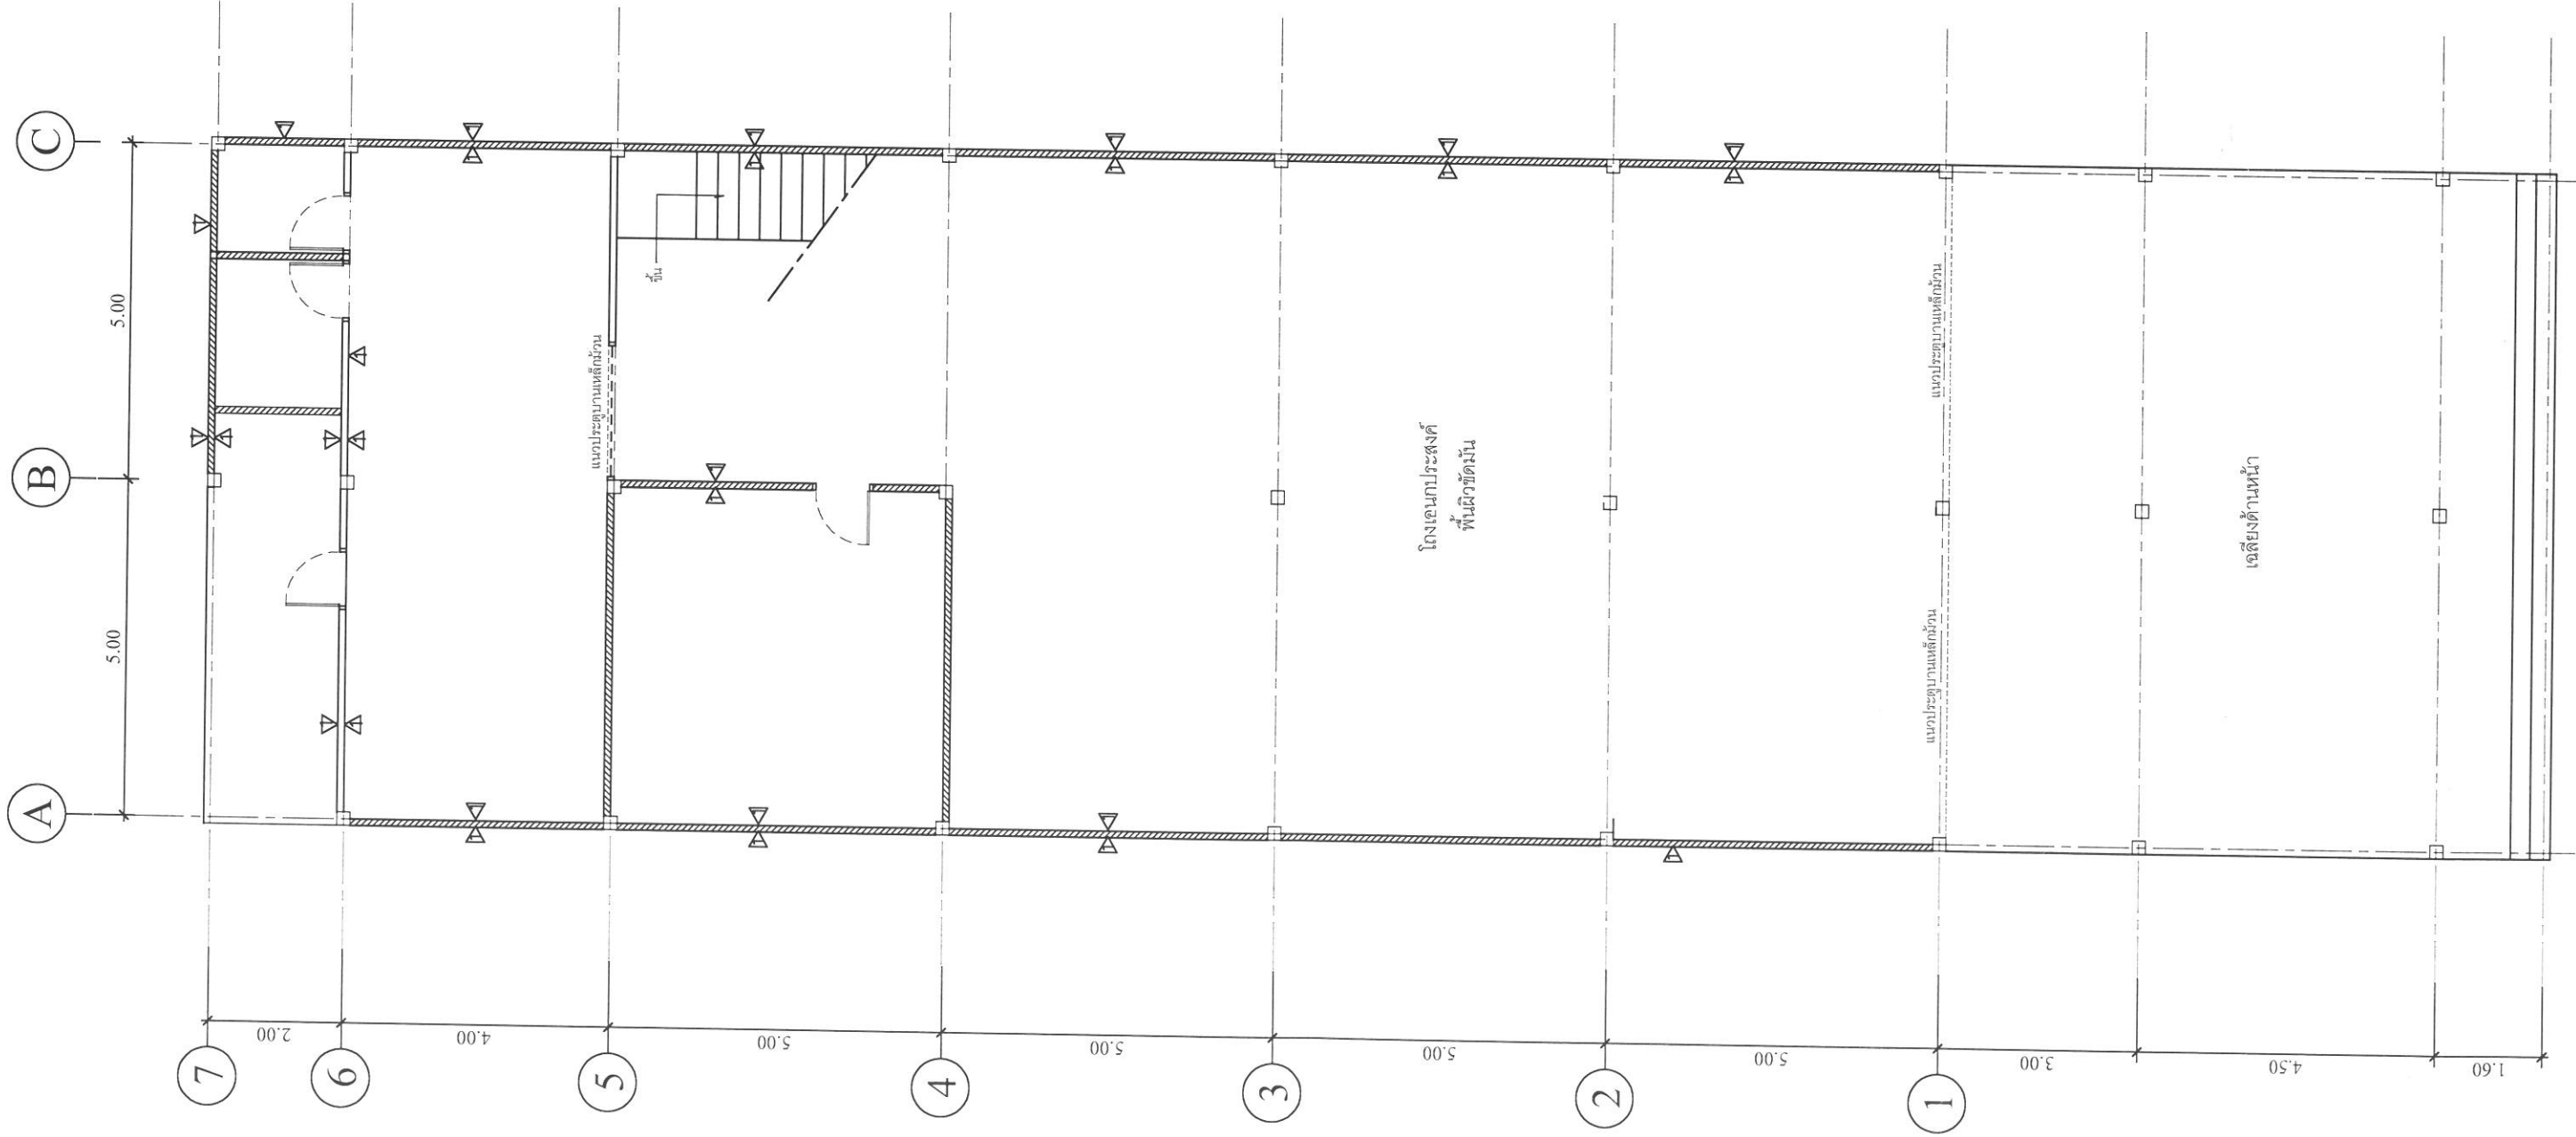 C
B
A
5.00
5.00
ขึ้น
แนวประตูบานเหล็กม้วน
แนวประตูบานเหล็กม้วน
แนวประตูบานเหล็กม้วน
โถงเอนกประสงค์
พื้นผิวขัดมัน
เฉลียงด้านหน้า
2.00
4.00
5.00
5.00
5.00
5.00
3.00
4.50
1.60
7
6
5
4
3
2
1